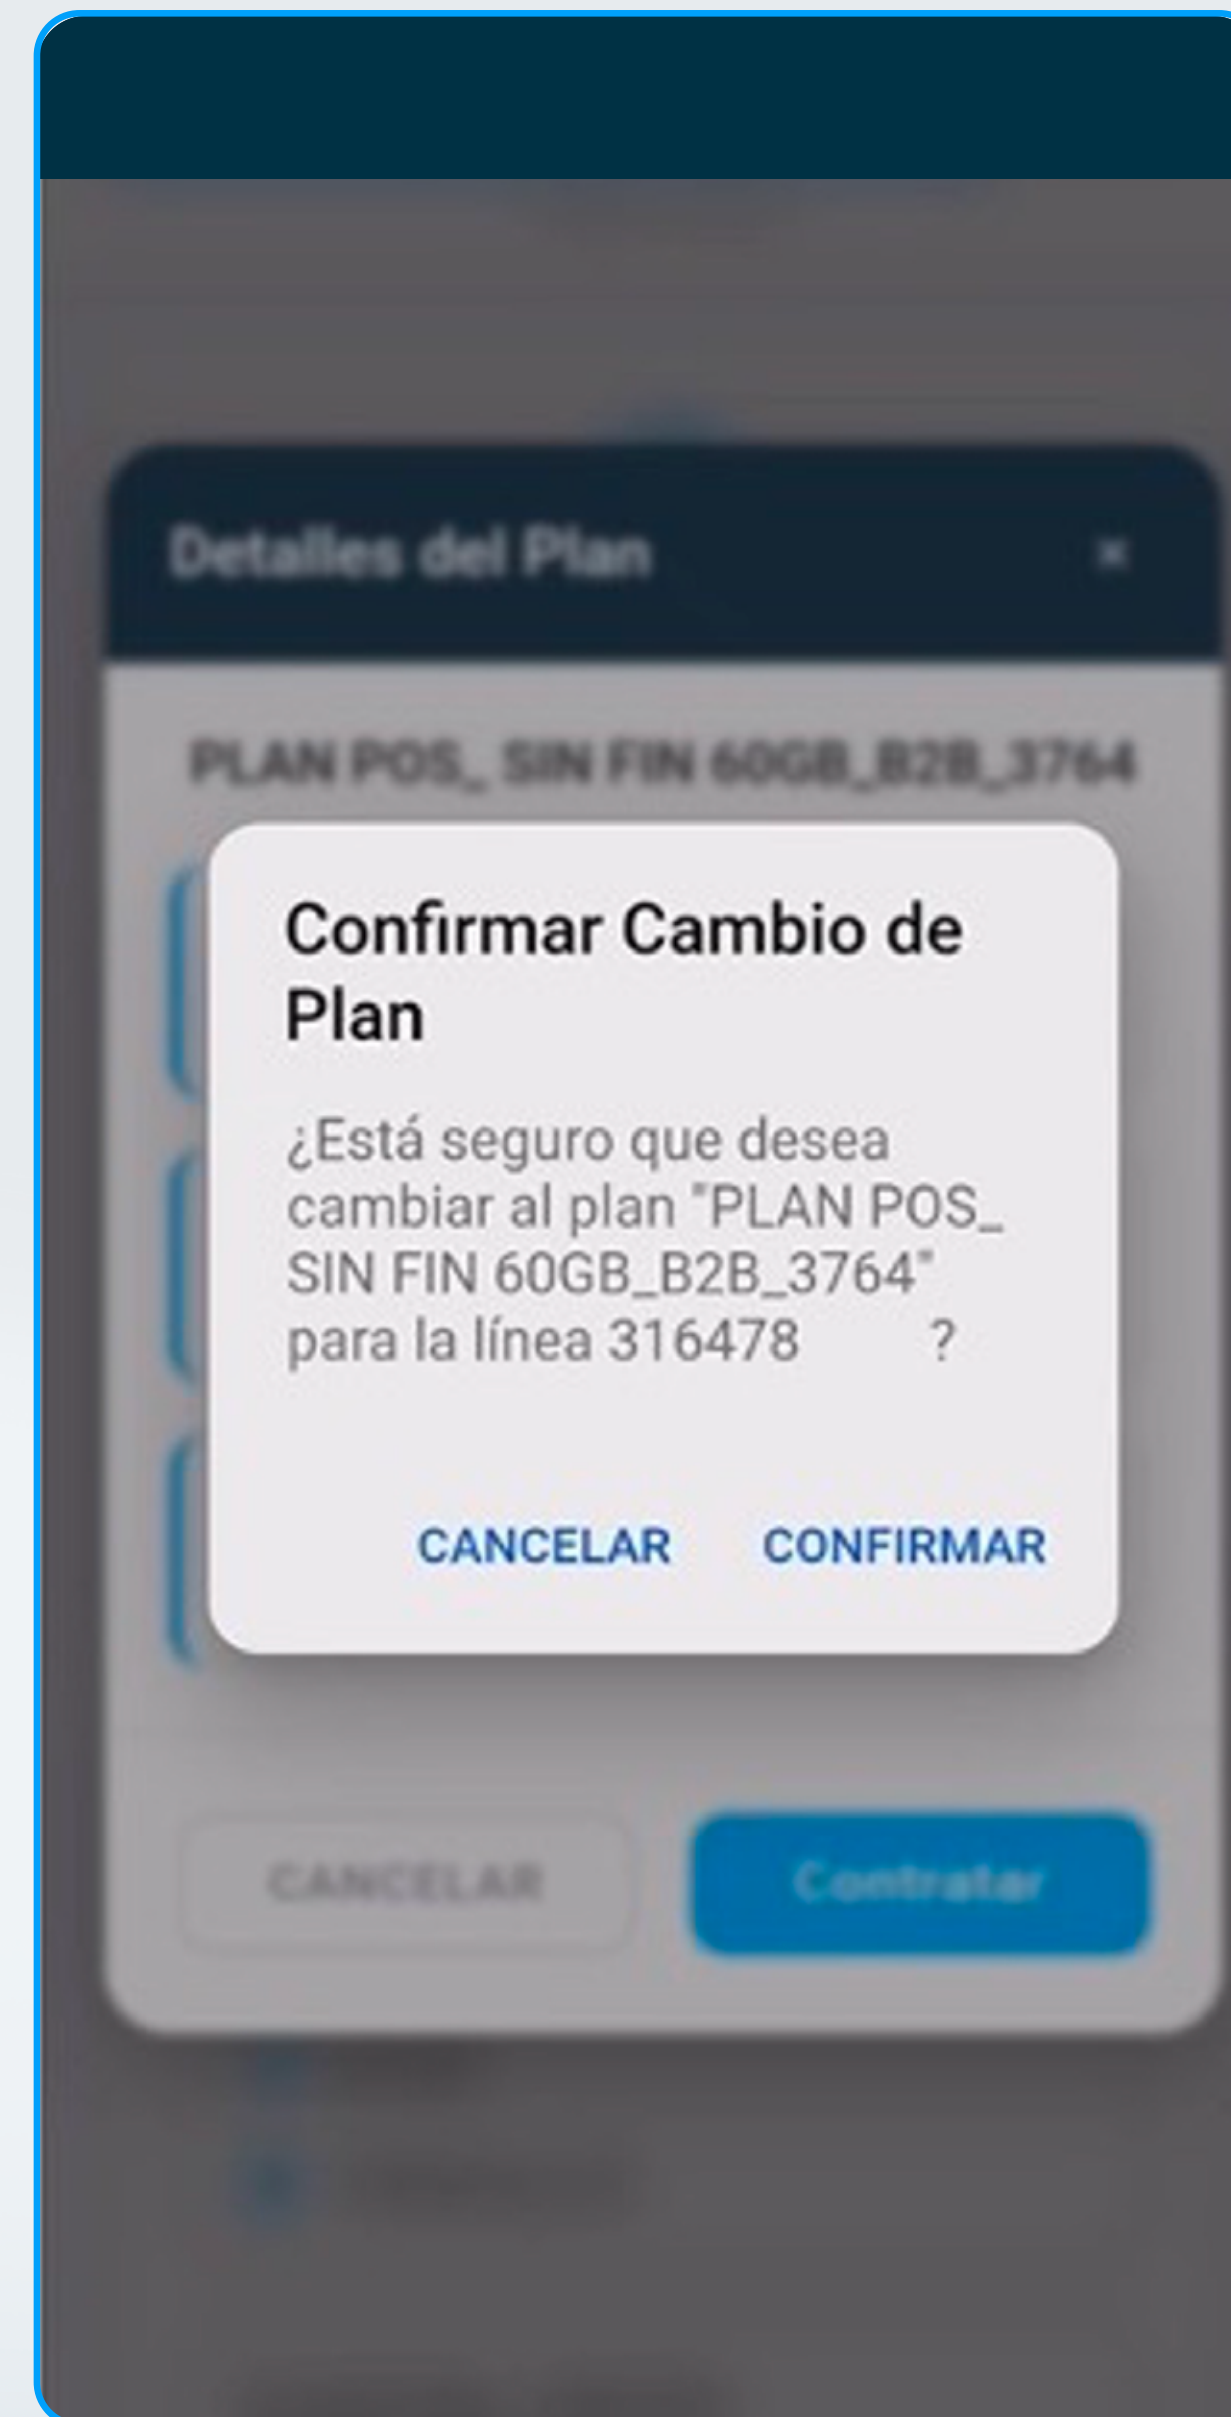 Detalles del Plan ×
PLAN POS_ SIN FIN 60GB_B2B_3764
Confirmar Cambio de
Plan
¿Está seguro que desea
cambiar al plan "PLAN POS_
SIN FIN 60GB_B2B_3764"
para la línea 316478 ?
CANCELAR CONFIRMAR
CANCELAR Contratar